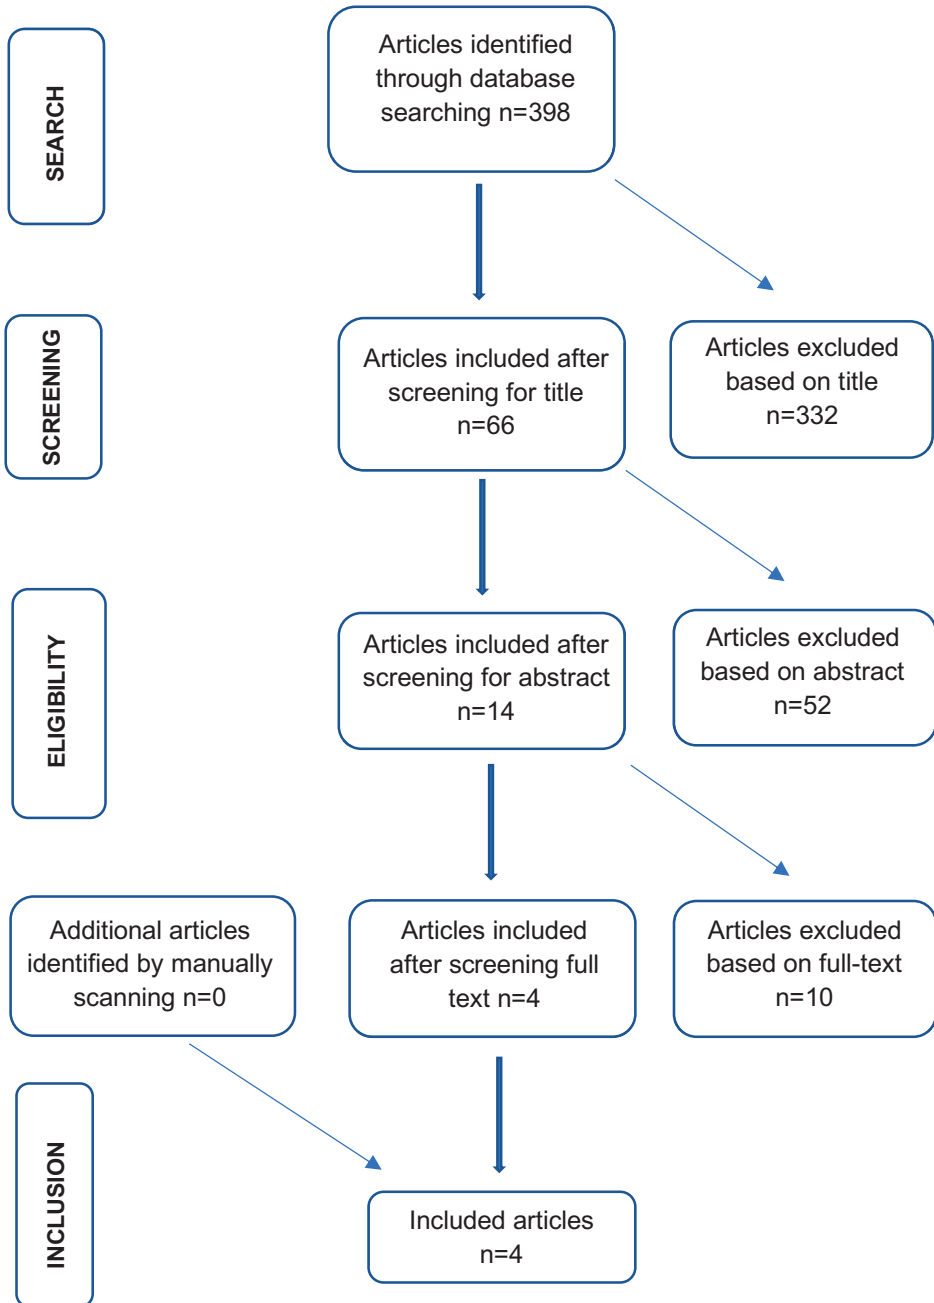 SEARCH
Articles identified
through database
searching n=398
SCREENING
Articles included after
screening for title
n=66
Articles excluded
based on title
n=332
ELIGIBILITY
Articles included after
screening for abstract
n=14
Articles excluded
based on abstract
n=52
Additional articles
identified by manually
scanning n=0
Articles included
after screening full
text n=4
Articles excluded
based on full-text
n=10
INCLUSION
Included articles
n=4